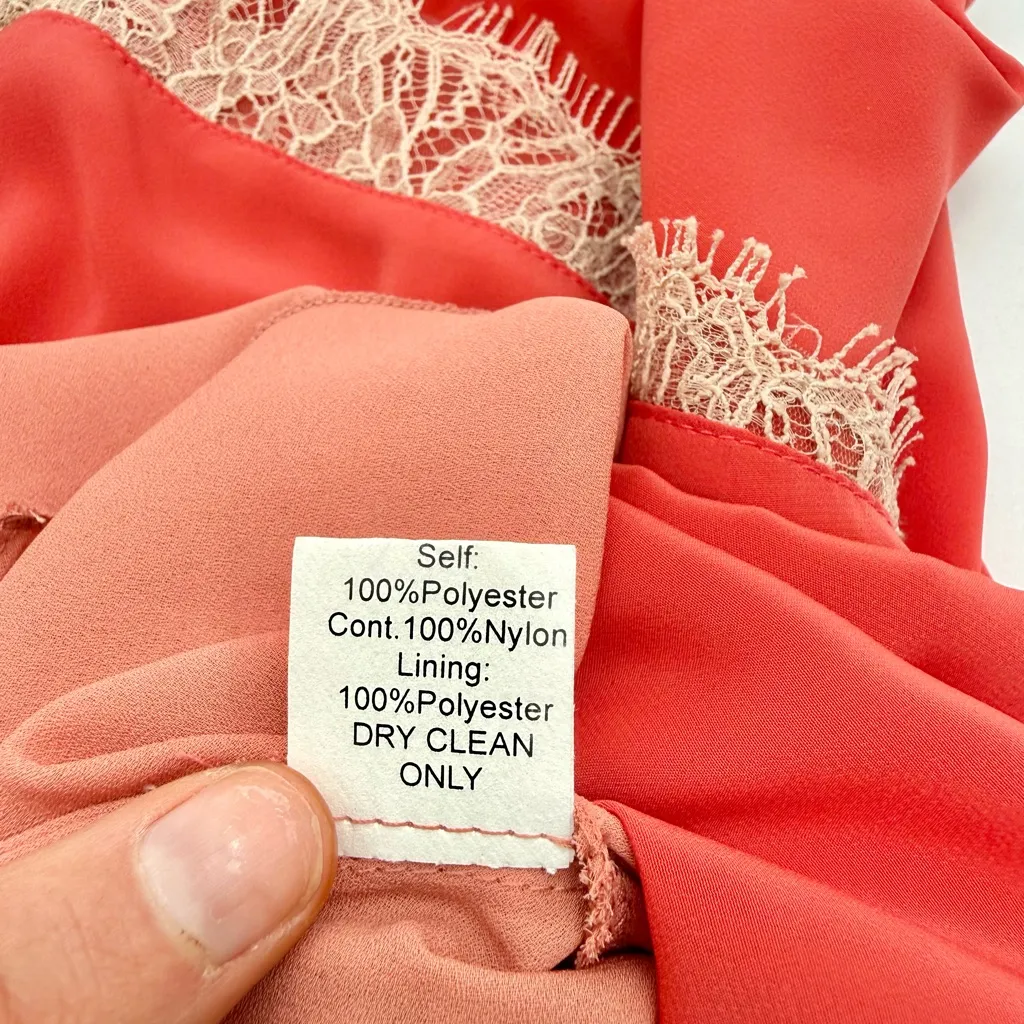 Self:
100%Polyester
Cont.100%Nylon
Lining:
100%Polyester
DRY CLEAN
ONLY